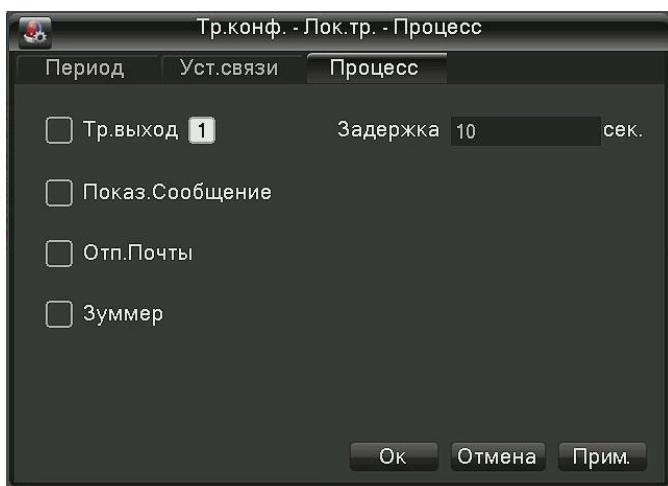 Тр.конф. - Лок.тр. - Процесс
Период Уст.связи Процесс
Тр.выход 1 Задержка 10 сек.
Показ.Сообщение
Отп.Почты
Зуммер
Ок Отмена Прим.